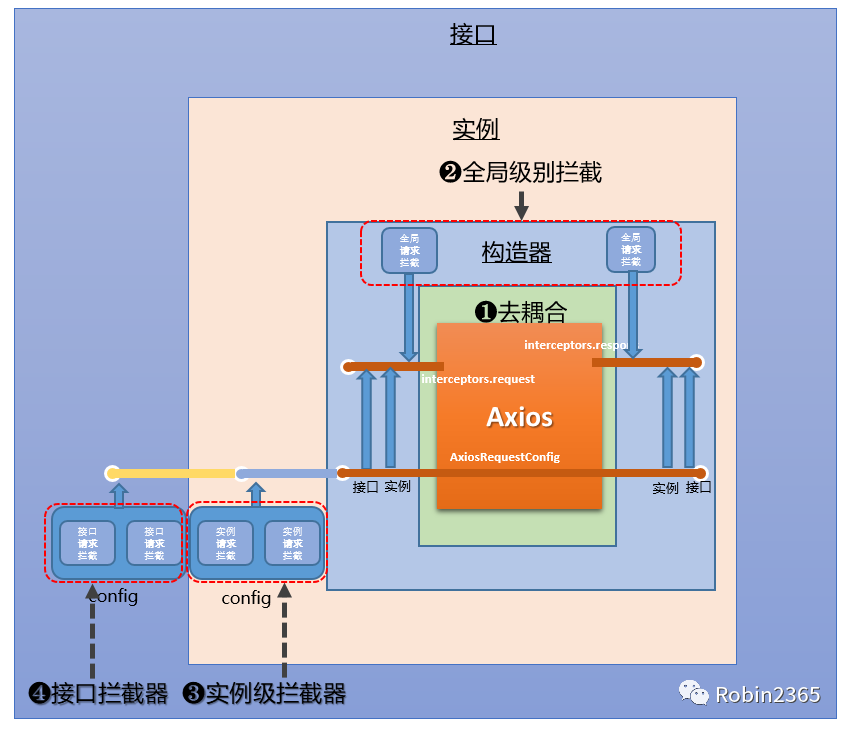 接口
实例
❷全局级别拦截
全局
请求
拦截
构造器
全局
请求
拦截
❶去耦合
interceptors.respo
interceptors.request
Axios
AxiosRequestConfig
接口
实例
实例
接口
接口
请求
拦截
接口
请求
拦截
实例
请求
拦截
实例
请求
拦截
config
config
❹接口拦截器
❸实例级拦截器
Robin2365